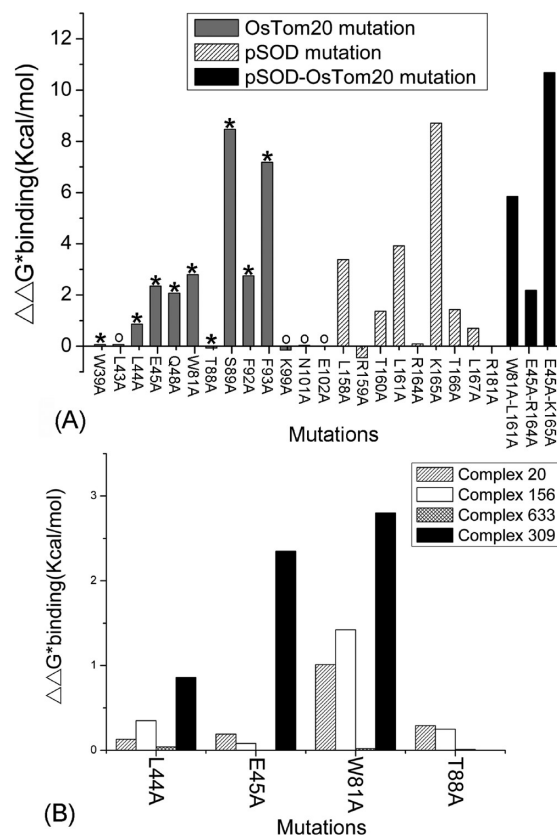 OsTom20 mutation
pSOD mutation
pSOD-OsTom20 mutation
△△G*binding(Kcal/mol)
12
10
8
6
4
2
0
* o * * * * * * * * o o o
W39A
L43A
L44A
E45A
Q48A
W81A
T88A
S89A
F92A
F93A
K99A
N101A
E102A
L158A
R159A
T160A
L161A
R164A
K165A
T166A
L167A
R181A
W81A-L161A
E45A-R164A
E45A-K165A
(A)
Mutations
Complex 20
Complex 156
Complex 633
Complex 309
△△G*binding(Kcal/mol)
3
2
1
0
L44A
E45A
W81A
T88A
(B)
Mutations